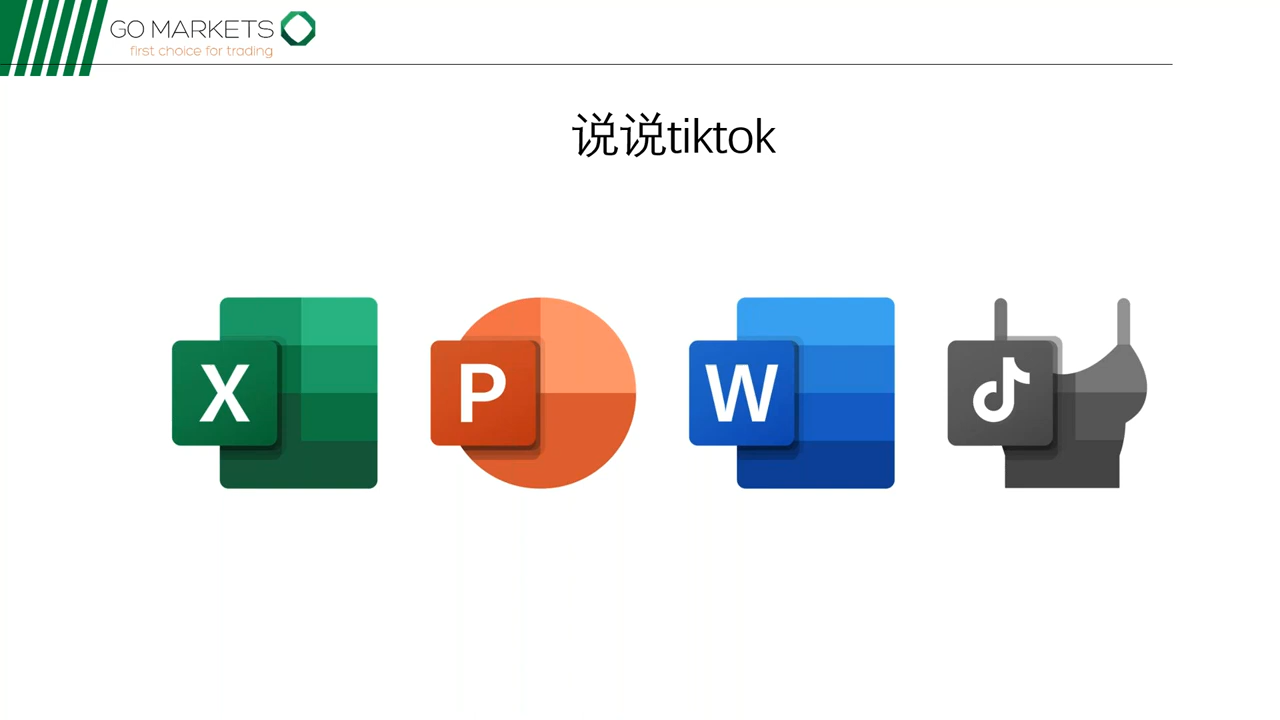 GO MARKETS
first choice for trading
说说tiktok
X
P
W